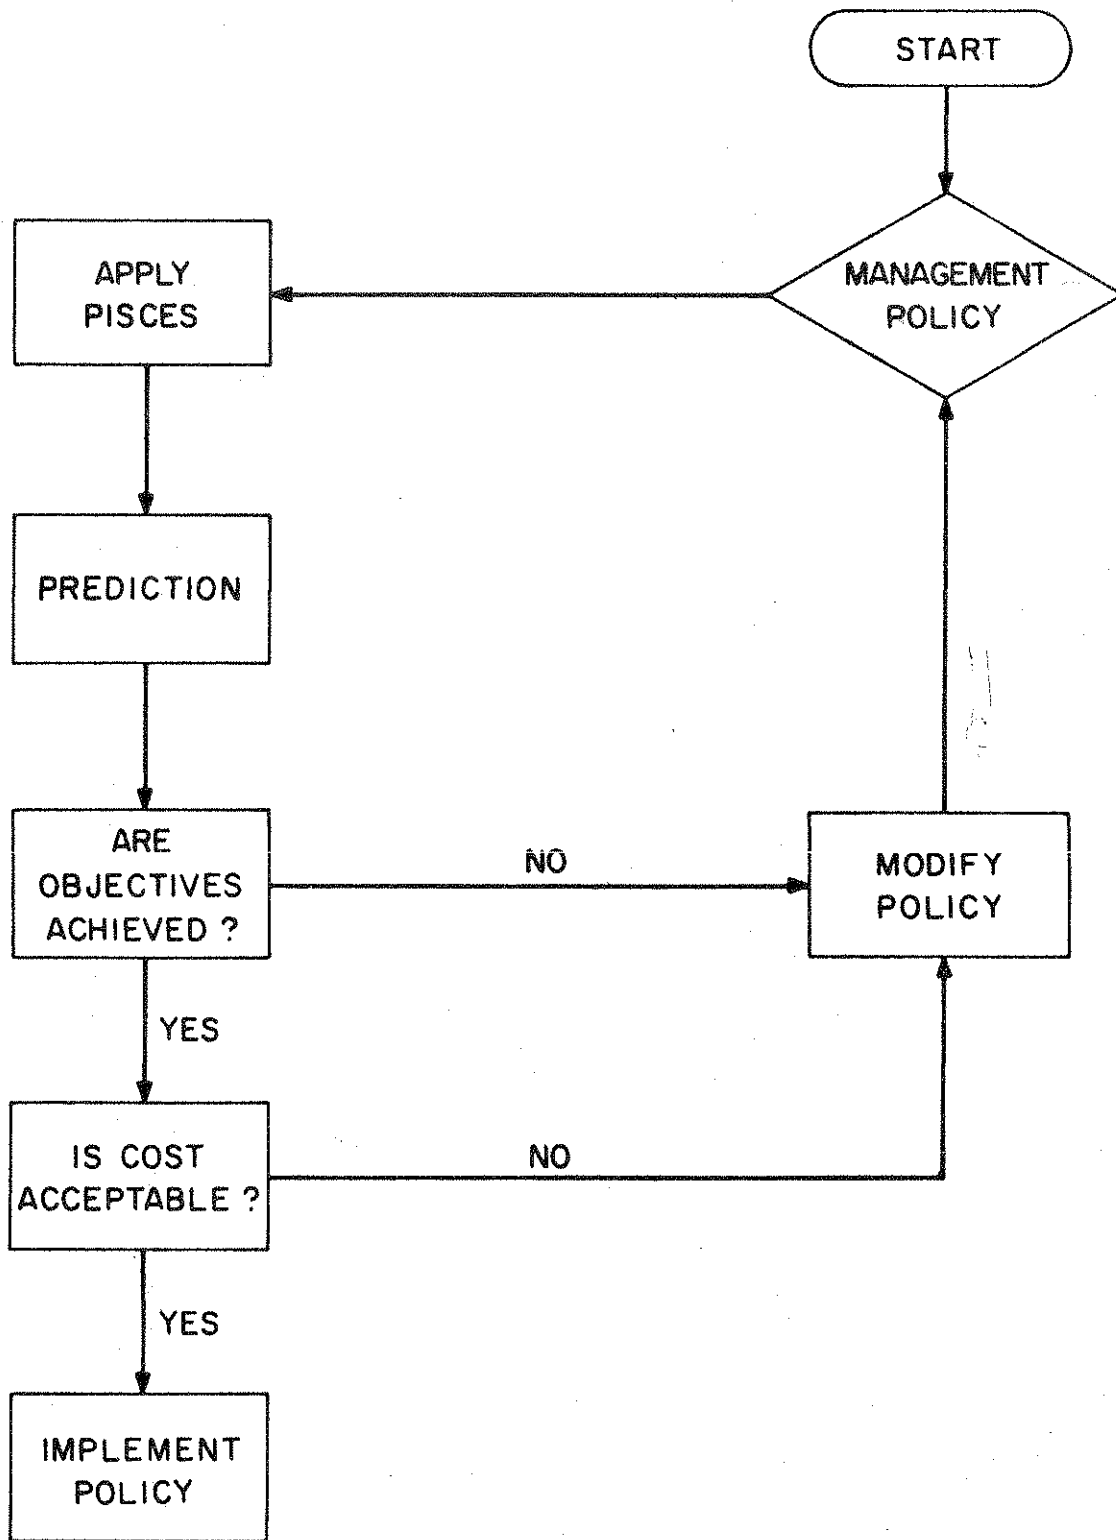 START
MANAGEMENT
POLICY
APPLY
PISCES
PREDICTION
ARE
OBJECTIVES
ACHIEVED ?
NO
MODIFY
POLICY
YES
IS COST
ACCEPTABLE ?
NO
YES
IMPLEMENT
POLICY